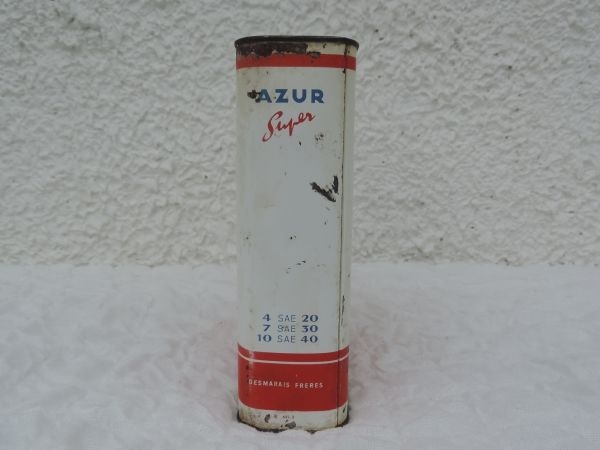 AZUR
Super
4 SAE 20
7 SAE 30
10 SAE 40
DESMARAIS FRERES